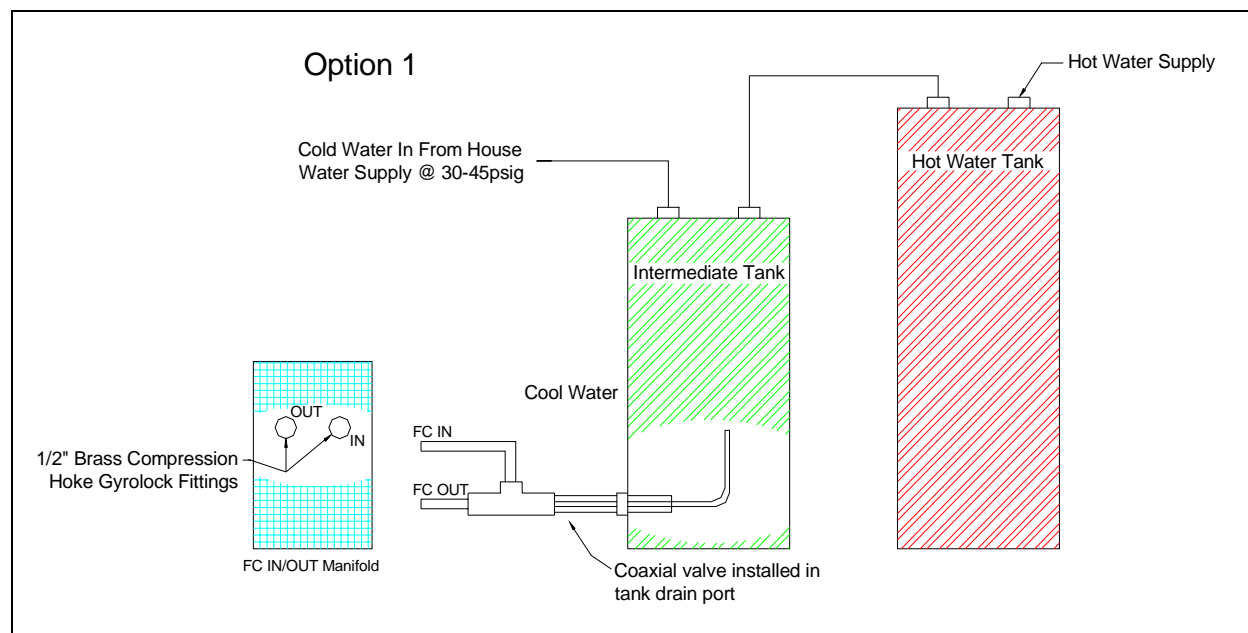 Option 1
Hot Water Supply
Cold Water In From House
Water Supply @ 30-45psig
Hot Water Tank
Intermediate Tank
Cool Water
OUT
IN
FC IN
1/2" Brass Compression
Hoke Gyrolock Fittings
FC OUT
FC IN/OUT Manifold
Coaxial valve installed in
tank drain port